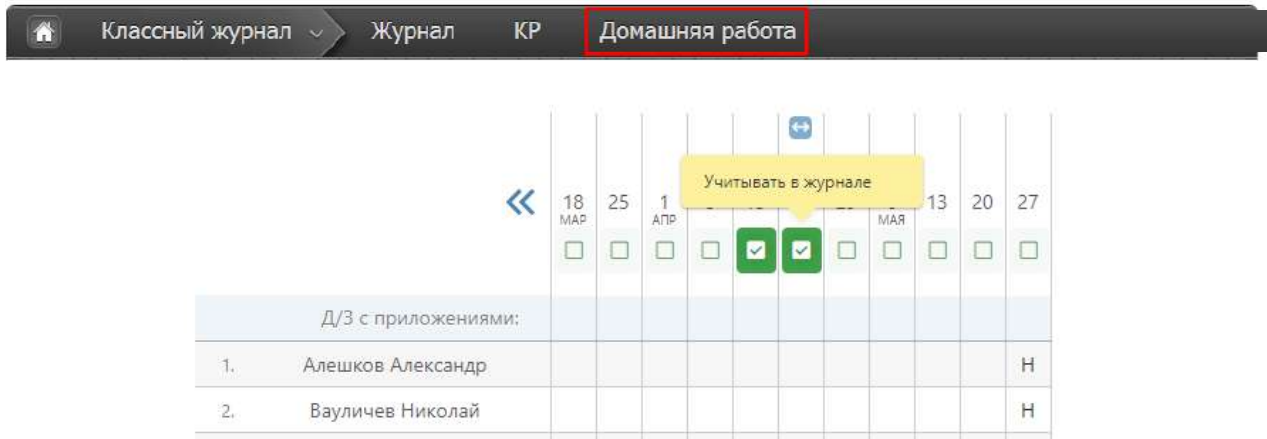 Классный журнал Журнал КР Домашняя работа
Учитывать в журнале
18 25 1 13 20 27
МАР АПР МАЯ
Д/З с приложениями:
1. Алешков Александр Н
2. Вауличев Николай Н